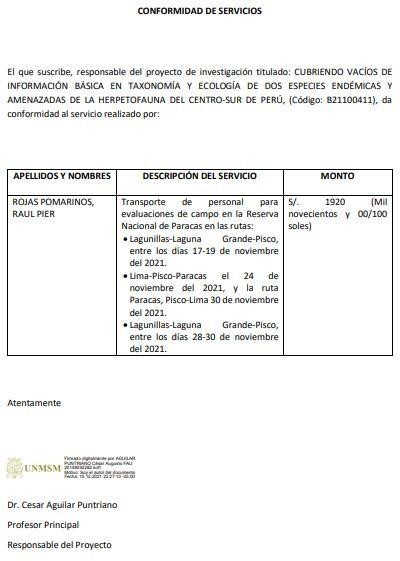 CONFORMIDAD DE SERVICIOS
El que suscribe, responsable del proyecto de investigación titulado: CUBRIENDO VACÍOS DE
INFORMACIÓN BÁSICA EN TAXONOMÍA Y ECOLOGÍA DE DOS ESPECIES ENDÉMICAS Y
AMENAZADAS DE LA HERPETOFAUNA DEL CENTRO-SUR DE PERÚ, (Código: B21100411), da
conformidad al servicio realizado por:
APELLIDOS Y NOMBRES DESCRIPCIÓN DEL SERVICIO MONTO
ROJAS POMARINOS,
RAUL PIER
Transporte de personal para
evaluaciones de campo en la Reserva
Nacional de Paracas en las rutas:
• Lagunillas-Laguna Grande-Pisco,
entre los días 17-19 de noviembre
del 2021.
• Lima-Pisco-Paracas el 24 de
noviembre del 2021, y la ruta
Paracas, Pisco-Lima 30 de noviembre
del 2021.
• Lagunillas-Laguna Grande-Pisco,
entre los días 28-30 de noviembre
del 2021.
S/. 1920 (Mil
novecientos y 00/100
soles)
Atentamente
UNMSM
Firmado digitalmente por AGUILAR
PUNTRIANO Cesar Augusto FAU
20148092282 soft
Motivo: Soy el autor del documento
Fecha: 15.12.2021 22:27:10 -05:00
Dr. Cesar Aguilar Puntriano
Profesor Principal
Responsable del Proyecto